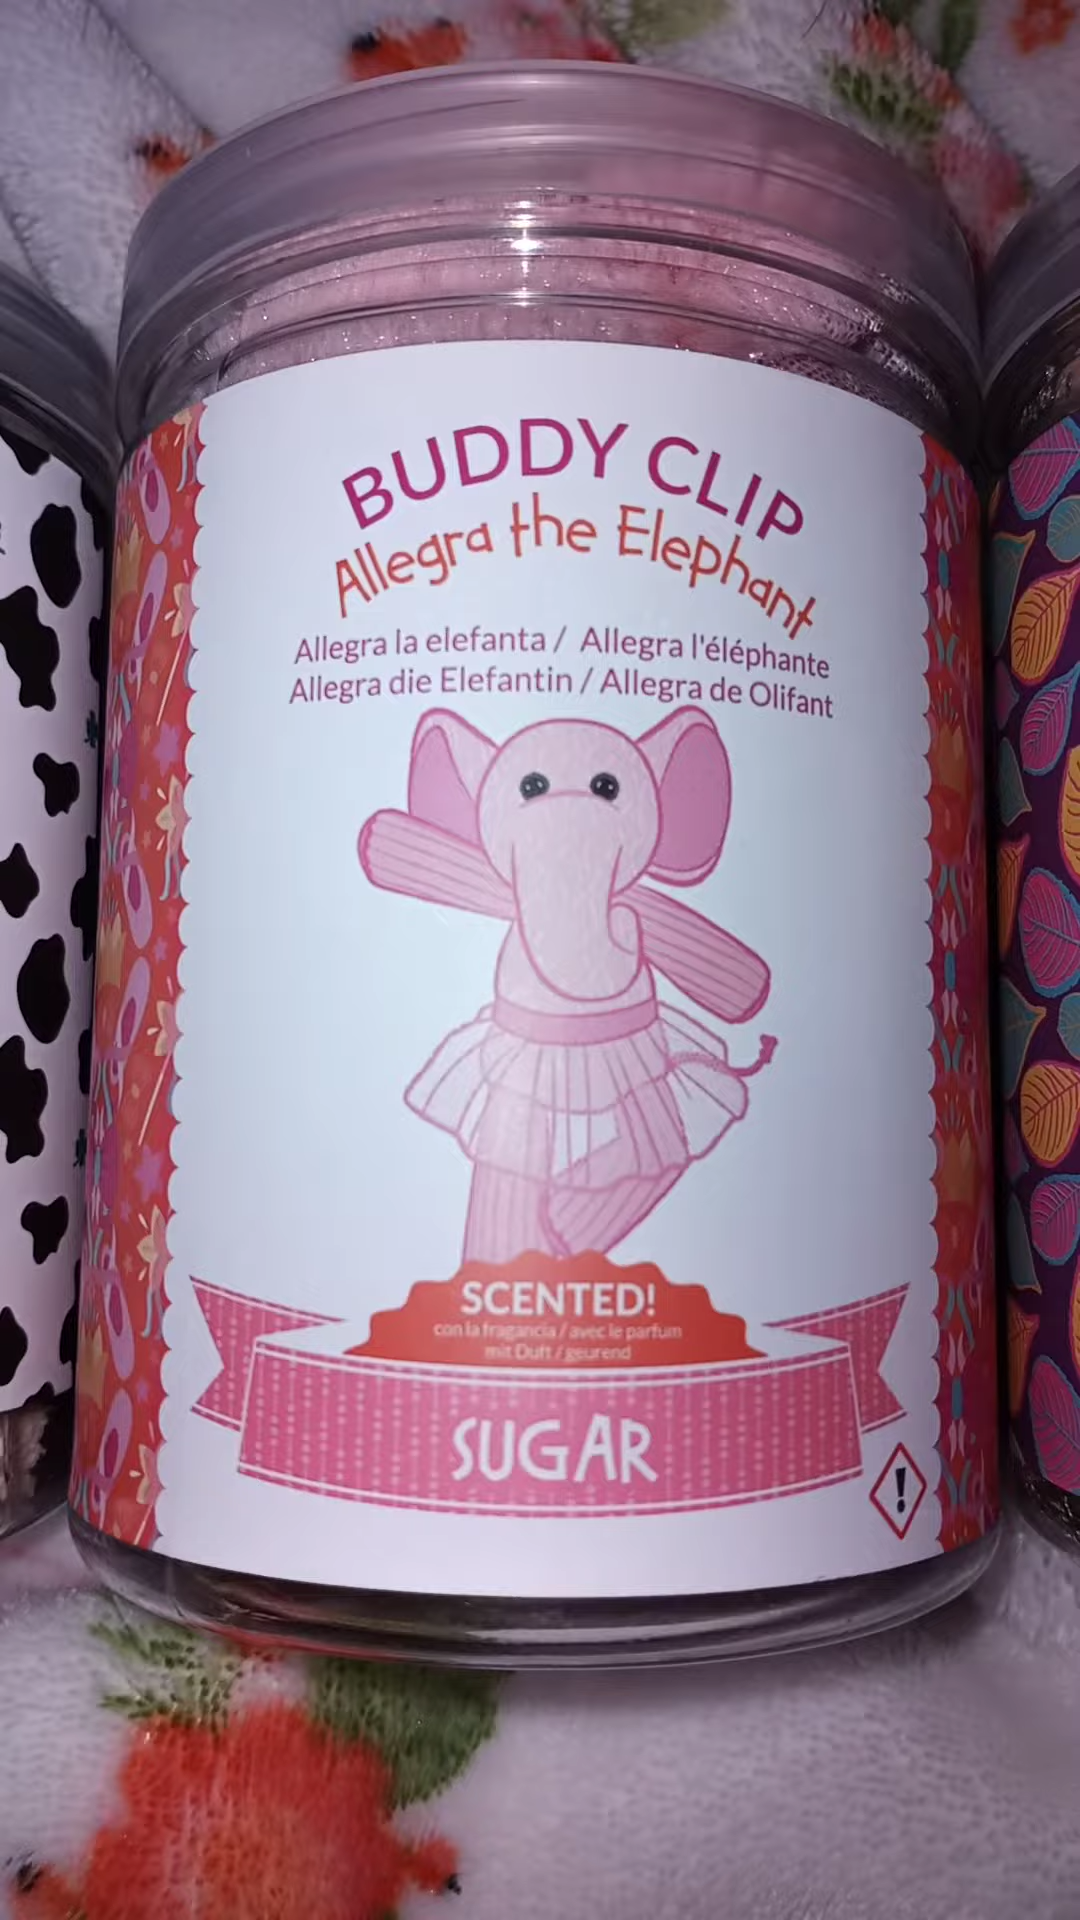 BUDDY CLIP
Allegra the Elephant
Allegra la elefanta / Allegra l'éléphante
Allegra die Elefantin / Allegra de Olifant
SCENTED!
con la fragancia / avec le parfum
mit Duft / geurend
SUGAR
!